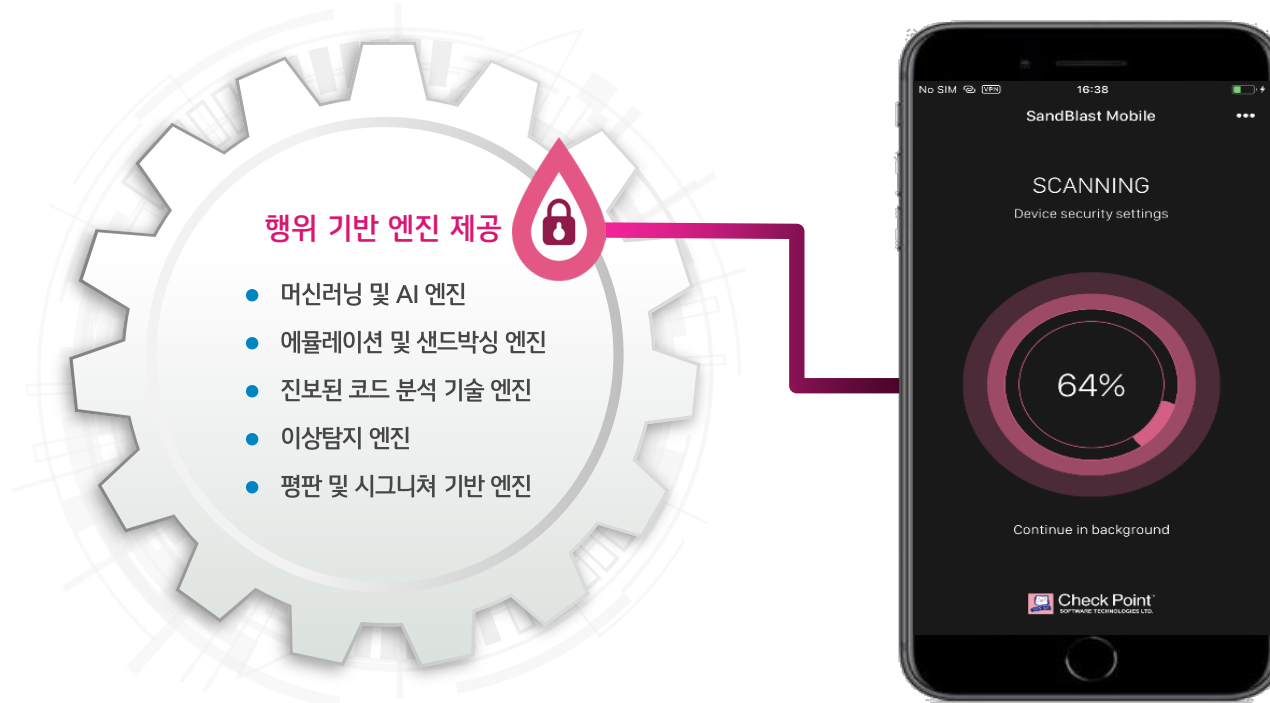 행위 기반 엔진 제공
머신러닝 및 AI 엔진
에뮬레이션 및 샌드박싱 엔진
진보된 코드 분석 기술 엔진
이상탐지 엔진
평판 및 시그니쳐 기반 엔진
No SIM VPN 16:38
SandBlast Mobile
SCANNING
Device security settings
64%
Continue in background
Check Point
SOFTWARE TECHNOLOGIES LTD.